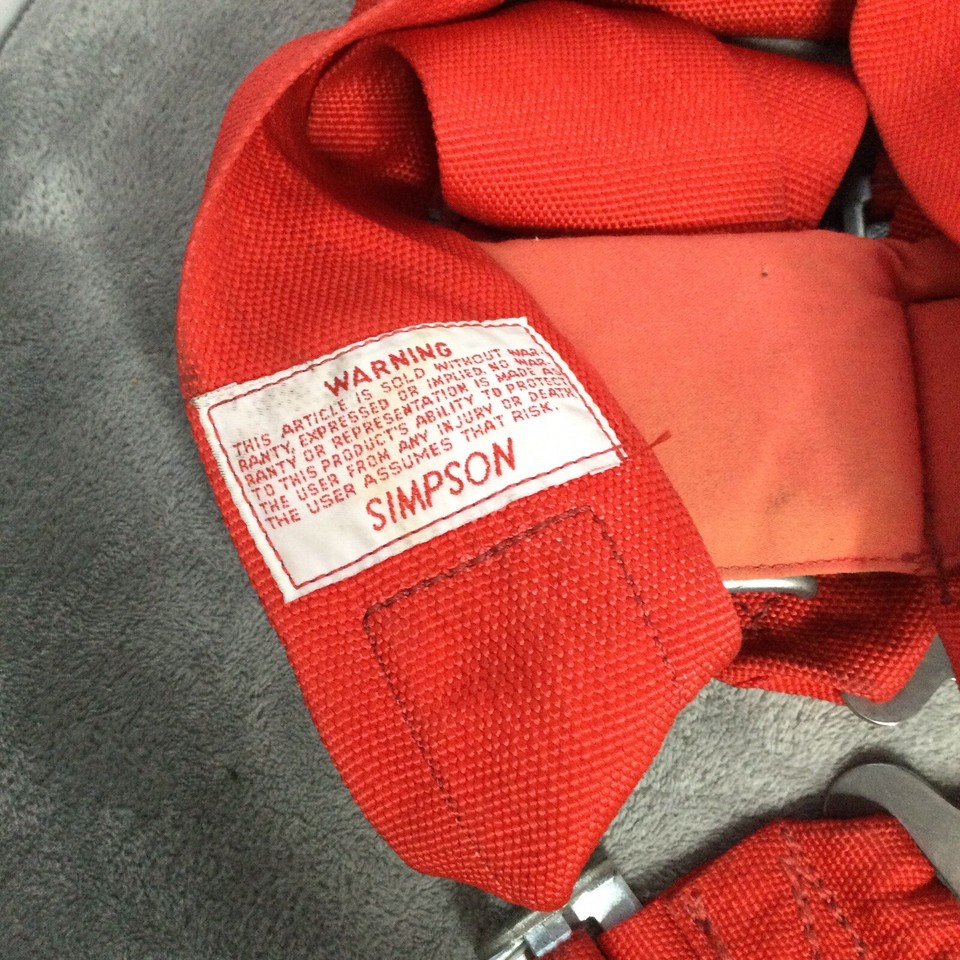 WARNING
THIS ARTICLE IS SOLD WITHOUT WAR-
RANTY, EXPRESSED OR IMPLIED. NO WAR-
RANTY OR REPRESENTATION IS MADE AS
TO THIS PRODUCT'S ABILITY TO PROTECT
THE USER FROM ANY INJURY OR DEATH
THE USER ASSUMES THAT RISK.
SIMPSON